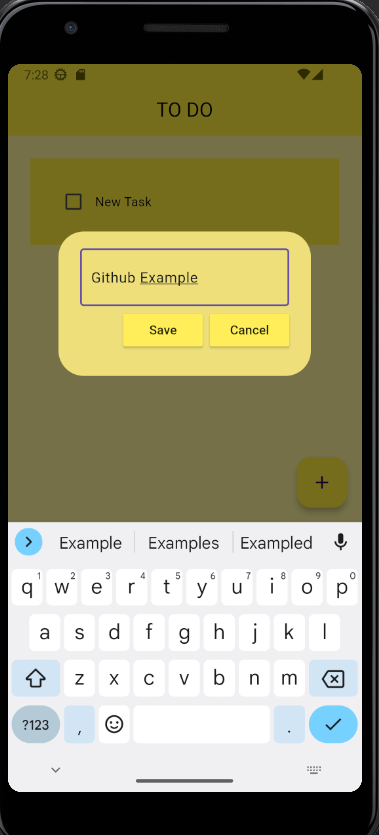 7:28
TO DO
New Task
Github Example
Save Cancel
+
Example Examples Exampled
q1 w2 e3 r4 t5 y6 u7 i8 o9 p0
a s d f g h j k l
z x c v b n m
?123 , .